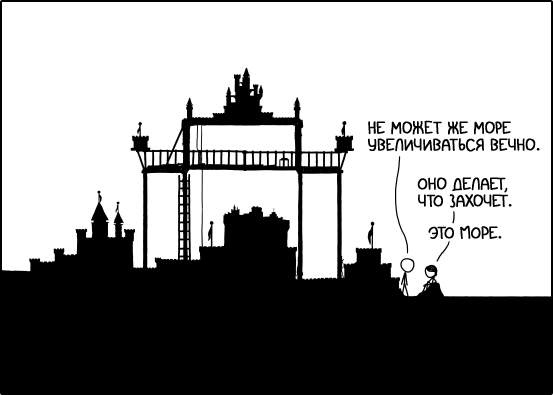 НЕ МОЖЕТ ЖЕ МОРЕ
УВЕЛИЧИВАТЬСЯ ВЕЧНО.
ОНО ДЕЛАЕТ,
ЧТО ЗАХОЧЕТ.
ЭТО МОРЕ.